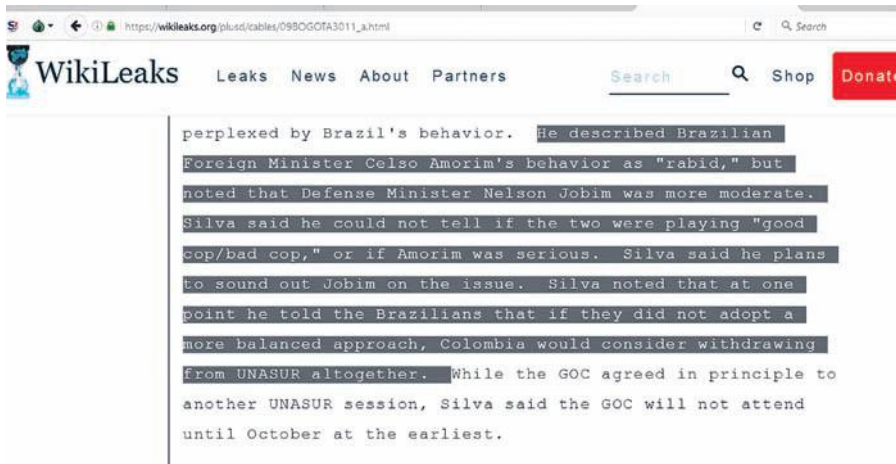 https://wikileaks.org/plusd/cables/09BOGOTA3011_a.html
Search
WikiLeaks Leaks News About Partners Search Shop Donate
perplexed by Brazil's behavior. He described Brazilian
Foreign Minister Celso Amorim's behavior as "rabid," but
noted that Defense Minister Nelson Jobim was more moderate.
Silva said he could not tell if the two were playing "good
cop/bad cop," or if Amorim was serious. Silva said he plans
to sound out Jobim on the issue. Silva noted that at one
point he told the Brazilians that if they did not adopt a
more balanced approach, Colombia would consider withdrawing
from UNASUR altogether. While the GOC agreed in principle to
another UNASUR session, Silva said the GOC will not attend
until October at the earliest.